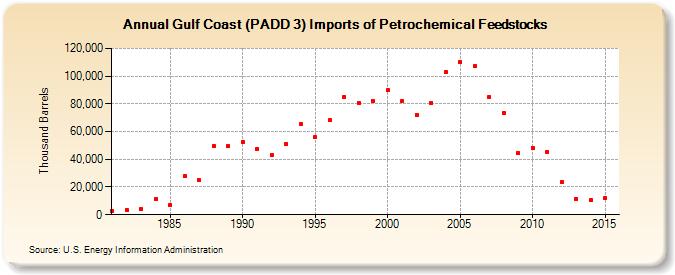 Annual Gulf Coast (PADD 3) Imports of Petrochemical Feedstocks
Thousand Barrels
120,000
100,000
80,000
60,000
40,000
20,000
0
1985 1990 1995 2000 2005 2010 2015
Source: U.S. Energy Information Administration